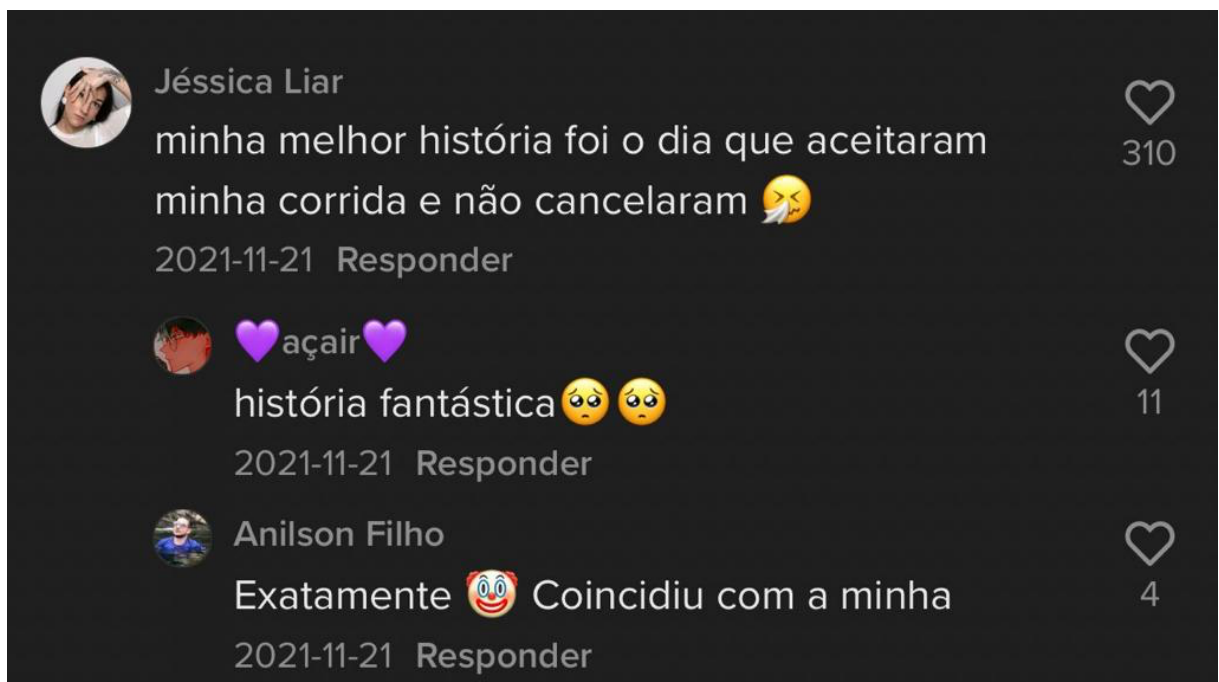 Jéssica Liar
minha melhor história foi o dia que aceitaram
minha corrida e não cancelaram 🤧
310
2021-11-21 Responder
💜açair💜
história fantástica🥺🥺
11
2021-11-21 Responder
Anilson Filho
Exatamente 🤡 Coincidiu com a minha
4
2021-11-21 Responder